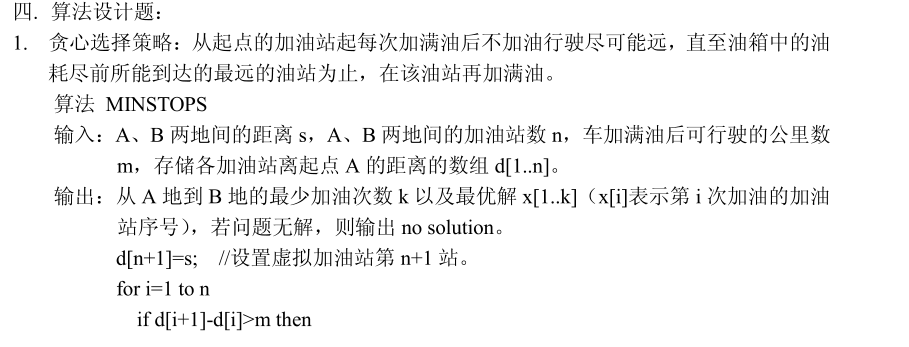 四. 算法设计题：
1. 贪心选择策略：从起点的加油站起每次加满油后不加油行驶尽可能远，直至油箱中的油
耗尽前所能到达的最远的油站为止，在该油站再加满油。
算法 MINSTOPS
输入：A、B 两地间的距离 s，A、B 两地间的加油站数 n，车加满油后可行驶的公里数
m，存储各加油站离起点 A 的距离的数组 d[1..n]。
输出：从 A 地到 B 地的最少加油次数 k 以及最优解 x[1..k]（x[i]表示第 i 次加油的加油
站序号），若问题无解，则输出 no solution。
d[n+1]=s; //设置虚拟加油站第 n+1 站。
for i=1 to n
if d[i+1]-d[i]>m then